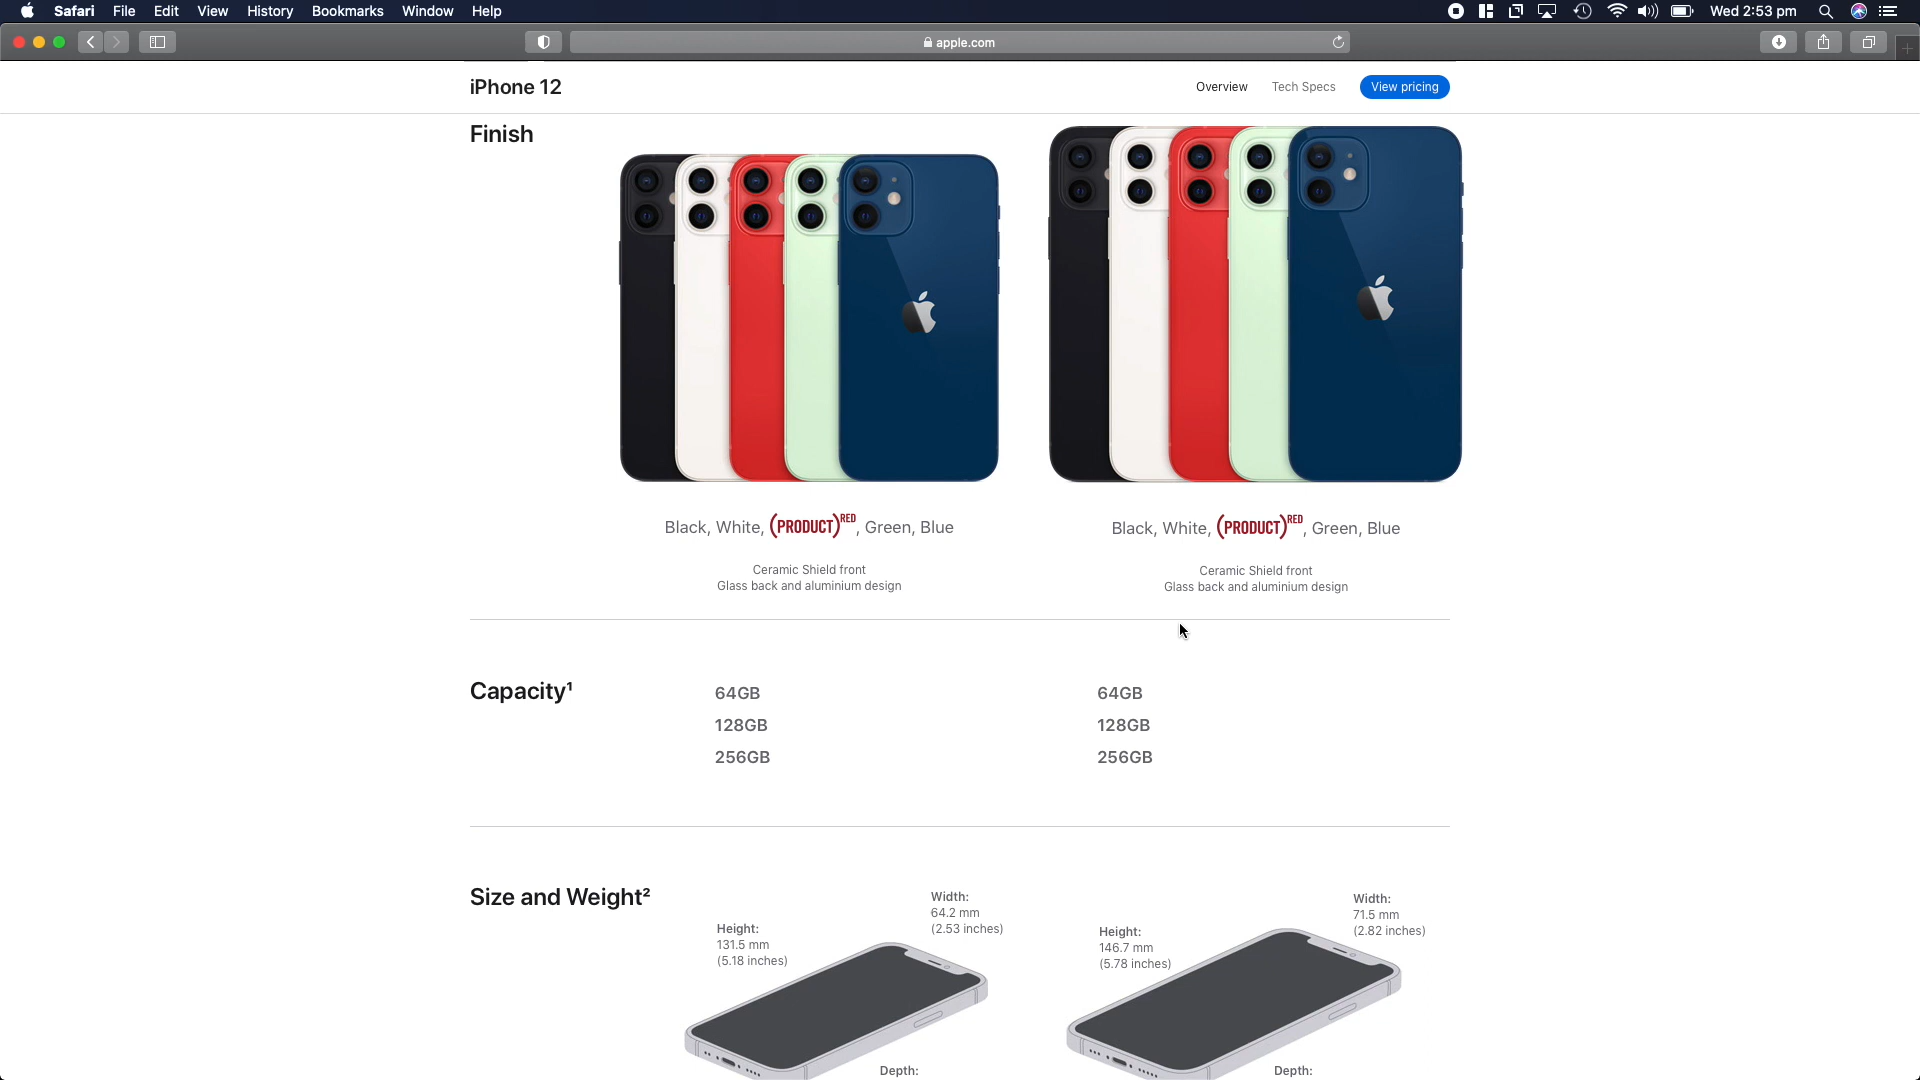 Safari File Edit View History Bookmarks Window Help Wed 2:53 pm
apple.com
iPhone 12 Overview Tech Specs View pricing
Finish
Black, White, (PRODUCT)RED, Green, Blue
Ceramic Shield front
Glass back and aluminium design
Black, White, (PRODUCT)RED, Green, Blue
Ceramic Shield front
Glass back and aluminium design
Capacity¹
64GB
128GB
256GB
64GB
128GB
256GB
Size and Weight²
Height:
131.5 mm
(5.18 inches)
Width:
64.2 mm
(2.53 inches)
Depth:
Height:
146.7 mm
(5.78 inches)
Width:
71.5 mm
(2.82 inches)
Depth: